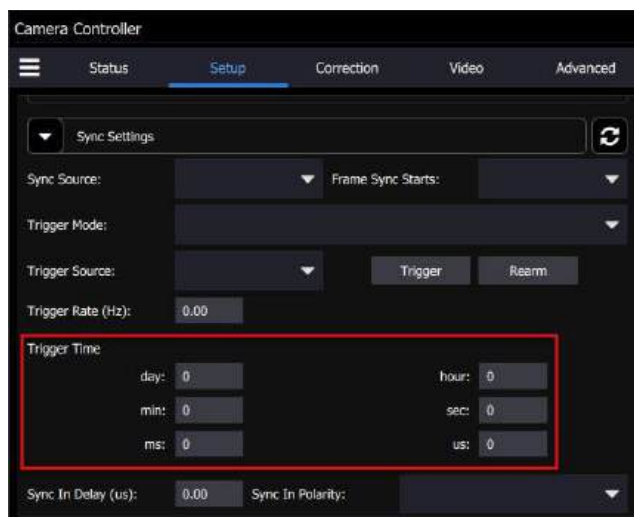 Camera Controller
Status Setup Correction Video Advanced
Sync Settings
Sync Source: Frame Sync Starts:
Trigger Mode:
Trigger Source: Trigger Rearm
Trigger Rate (Hz): 0.00
Trigger Time
day: 0 hour: 0
min: 0 sec: 0
ms: 0 us: 0
Sync In Delay (us): 0.00 Sync In Polarity: